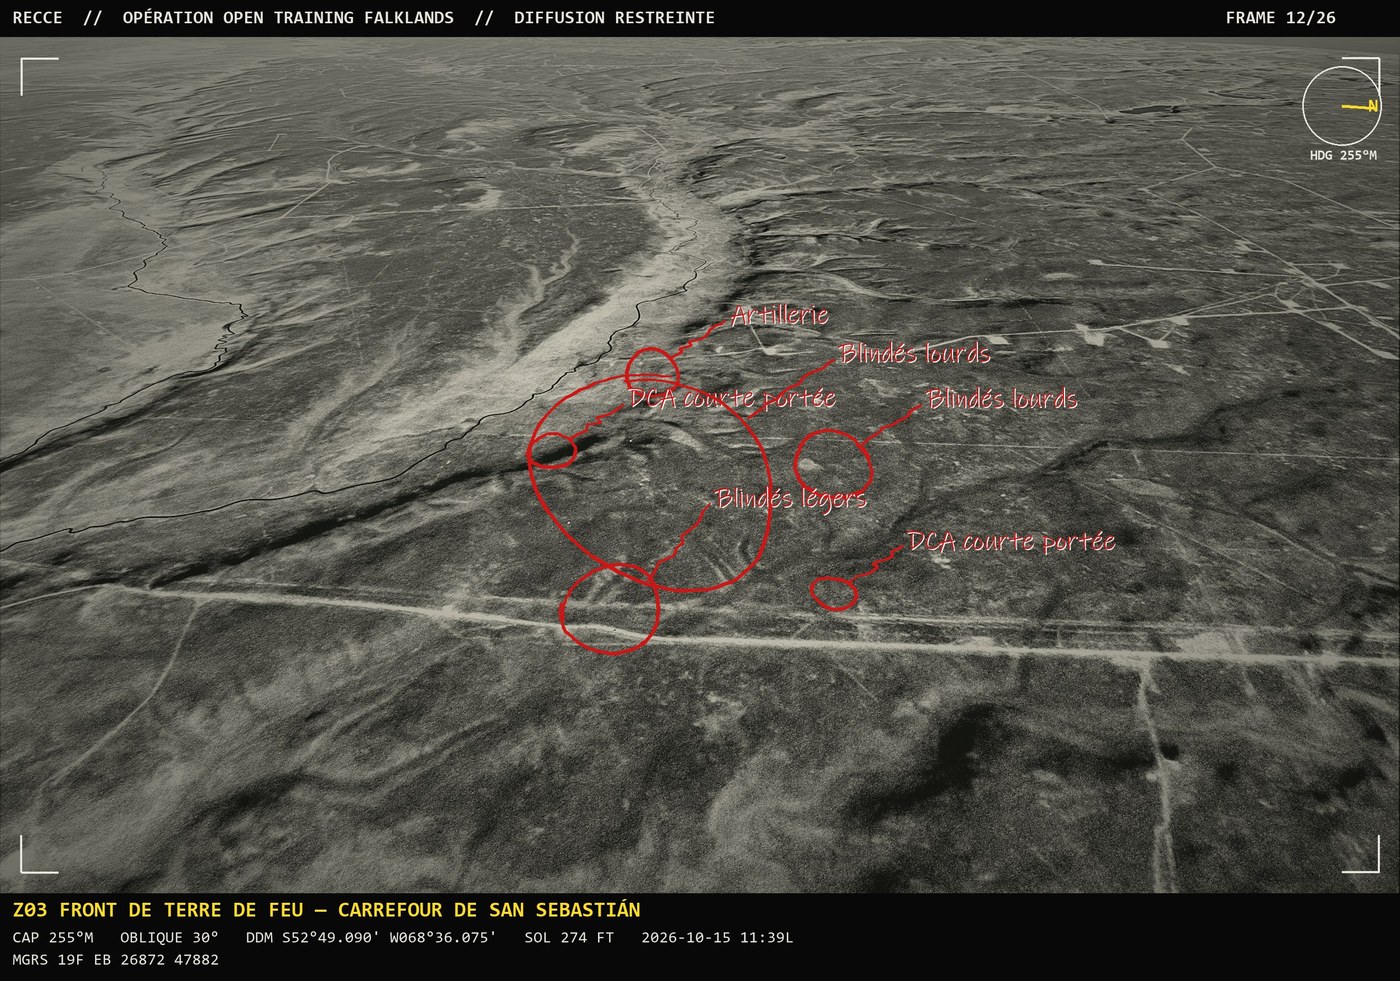 RECCE // OPÉRATION OPEN TRAINING FALKLANDS // DIFFUSION RESTREINTE
FRAME 12/26
N
HDG 255°M
Artillerie
Blindés lourds
DCA courte portée
Blindés lourds
Blindés légers
DCA courte portée
Z03 FRONT DE TERRE DE FEU — CARREFOUR DE SAN SEBASTIÁN
CAP 255°M OBLIQUE 30° DDM S52°49.090' W068°36.075' SOL 274 FT 2026-10-15 11:39L
MGRS 19F EB 26872 47882